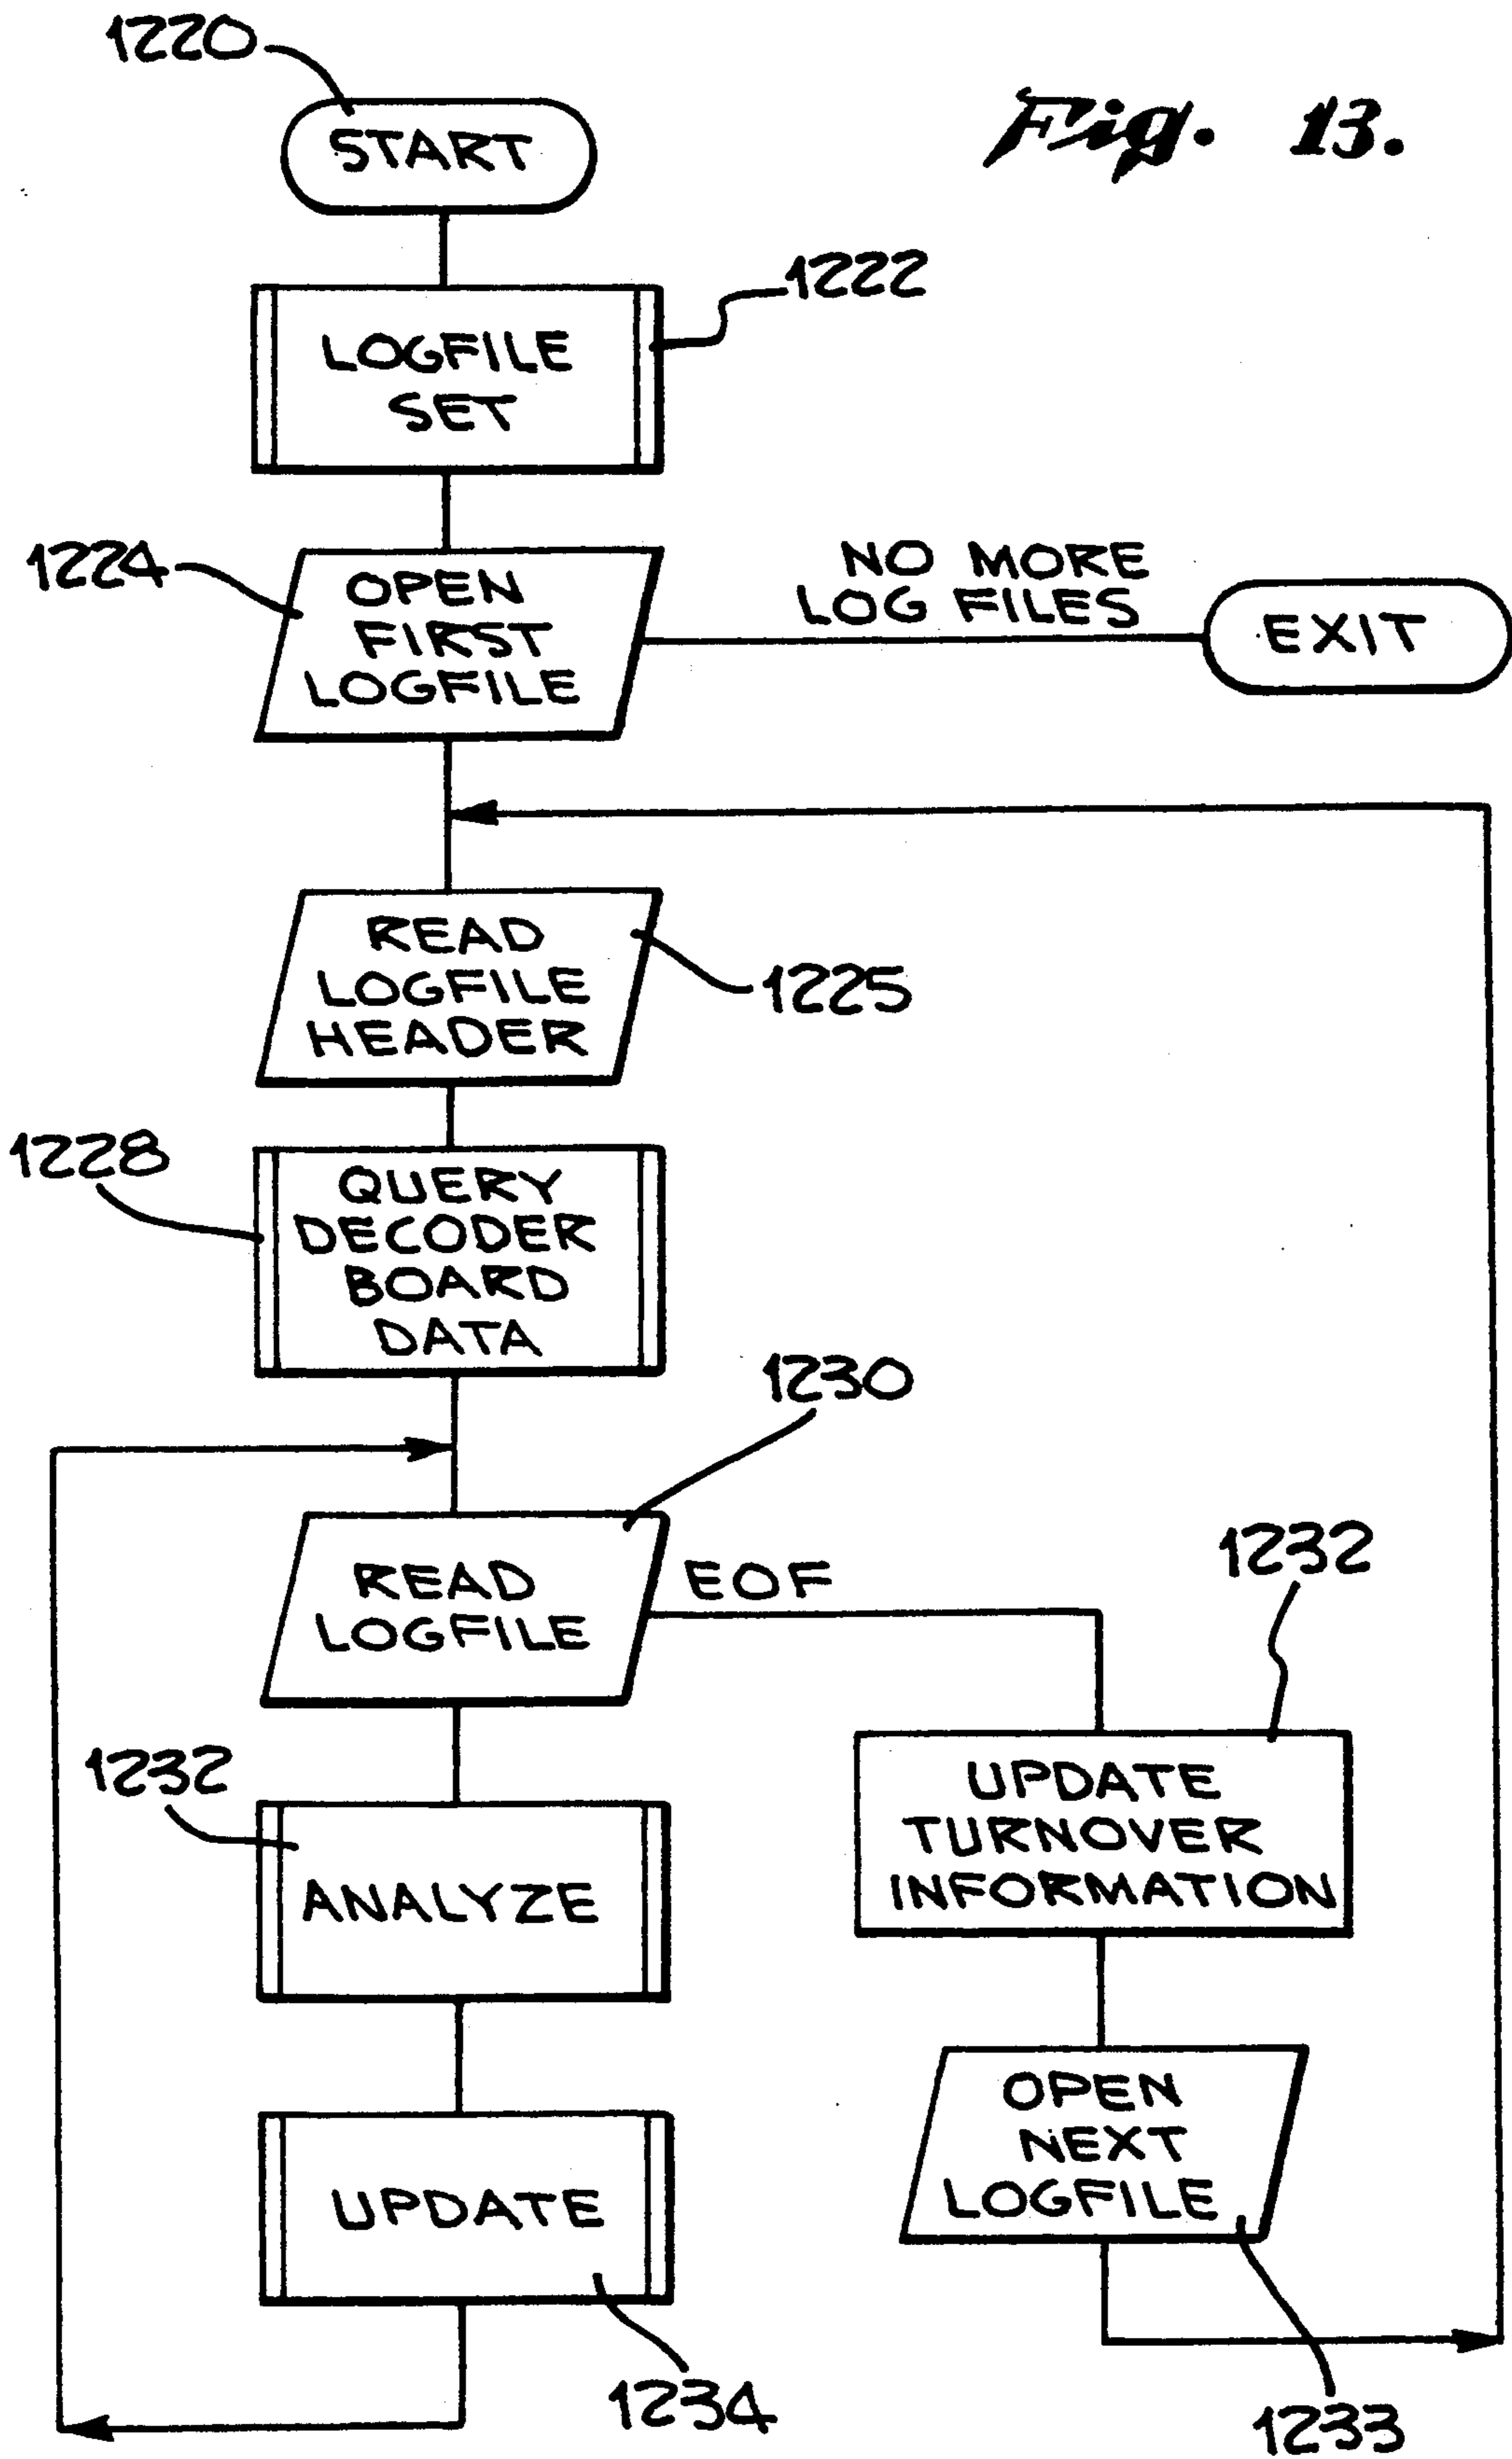 1220
START
Fig. 13.
1222
LOGFILE
SET
1224
OPEN
FIRST
LOGFILE
NO MORE
LOG FILES
EXIT
READ
LOGFILE
HEADER
1225
1228
QUERY
DECODER
BOARD
DATA
1230
READ
LOGFILE
EOF
1232
1232
ANALYZE
UPDATE
TURNOVER
INFORMATION
UPDATE
1234
OPEN
NEXT
LOGFILE
1233